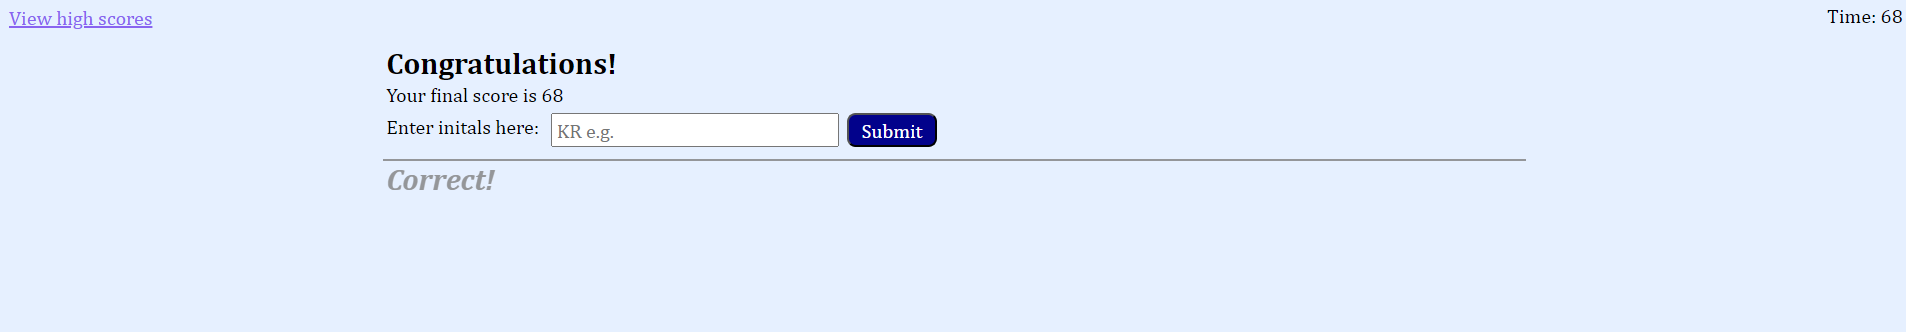 View high scores
Time: 68
Congratulations!
Your final score is 68
Enter initals here: KR e.g. Submit
Correct!